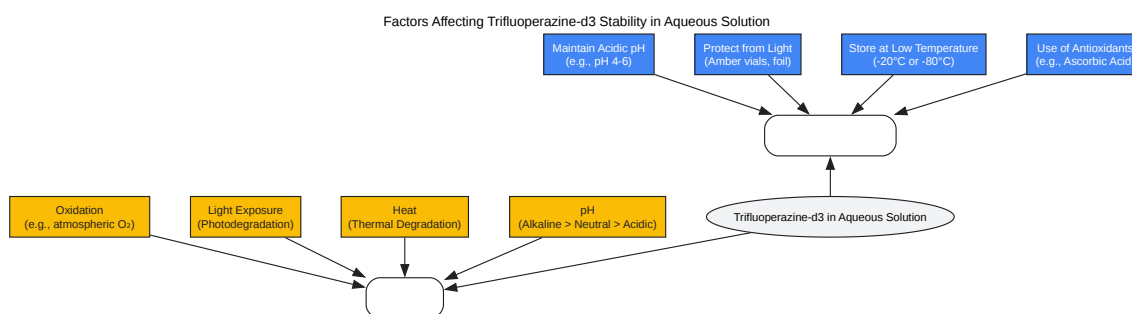 Factors Affecting Trifluoperazine-d3 Stability in Aqueous Solution
Maintain Acidic pH
(e.g., pH 4-6)
Protect from Light
(Amber vials, foil)
Store at Low Temperature
(-20°C or -80°C)
Use of Antioxidants
(e.g., Ascorbic Acid
Oxidation
(e.g., atmospheric O₂)
Light Exposure
(Photodegradation)
Heat
(Thermal Degradation)
pH
(Alkaline > Neutral > Acidic)
Trifluoperazine-d3 in Aqueous Solution